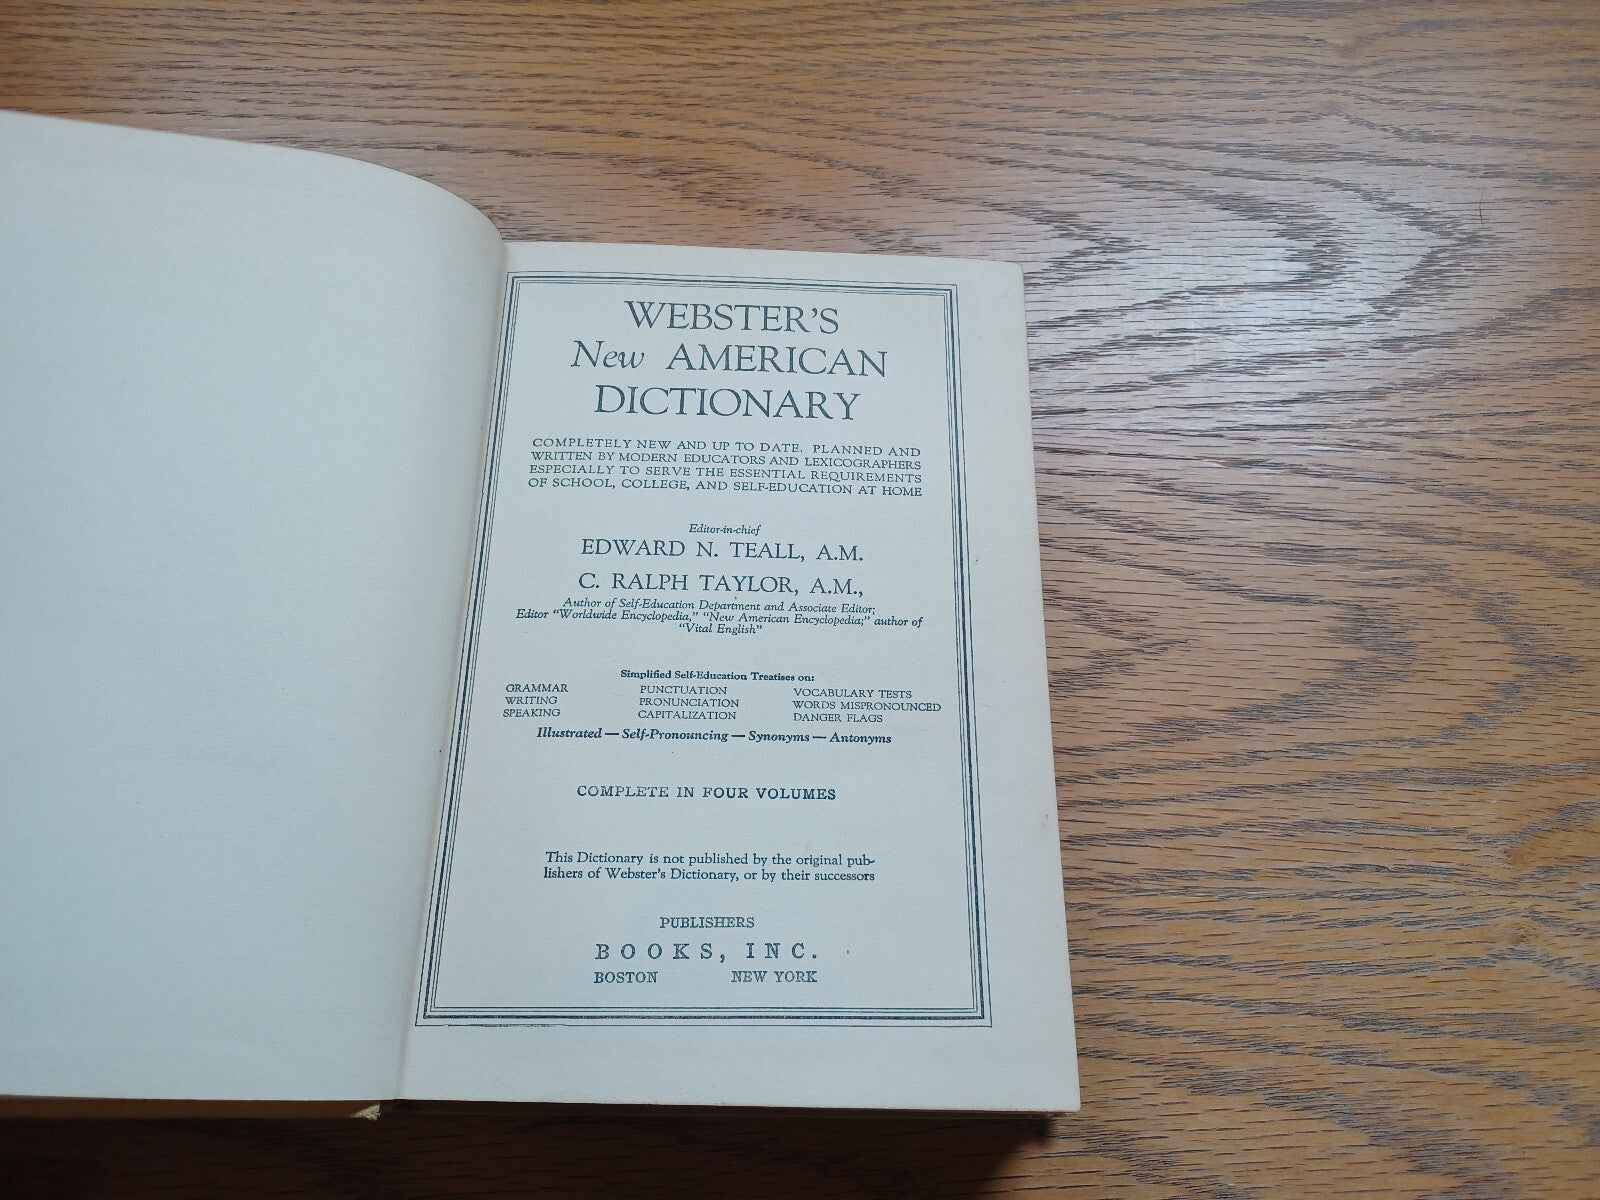 WEBSTER'S
New AMERICAN
DICTIONARY
COMPLETELY NEW AND UP TO DATE. PLANNED AND
WRITTEN BY MODERN EDUCATORS AND LEXICOGRAPHERS
ESPECIALLY TO SERVE THE ESSENTIAL REQUIREMENTS
OF SCHOOL, COLLEGE, AND SELF-EDUCATION AT HOME
Editor-in-chief
EDWARD N. TEALL, A.M.
C. RALPH TAYLOR, A.M.,
Author of Self-Education Department and Associate Editor;
Editor "Worldwide Encyclopedia," "New American Encyclopedia;" author of
"Vital English"
Simplified Self-Education Treatises on:
GRAMMAR PUNCTUATION VOCABULARY TESTS
WRITING PRONUNCIATION WORDS MISPRONOUNCED
SPEAKING CAPITALIZATION DANGER FLAGS
Illustrated — Self-Pronouncing — Synonyms — Antonyms
COMPLETE IN FOUR VOLUMES
This Dictionary is not published by the original pub-
lishers of Webster's Dictionary, or by their successors
PUBLISHERS
BOOKS, INC.
BOSTON NEW YORK